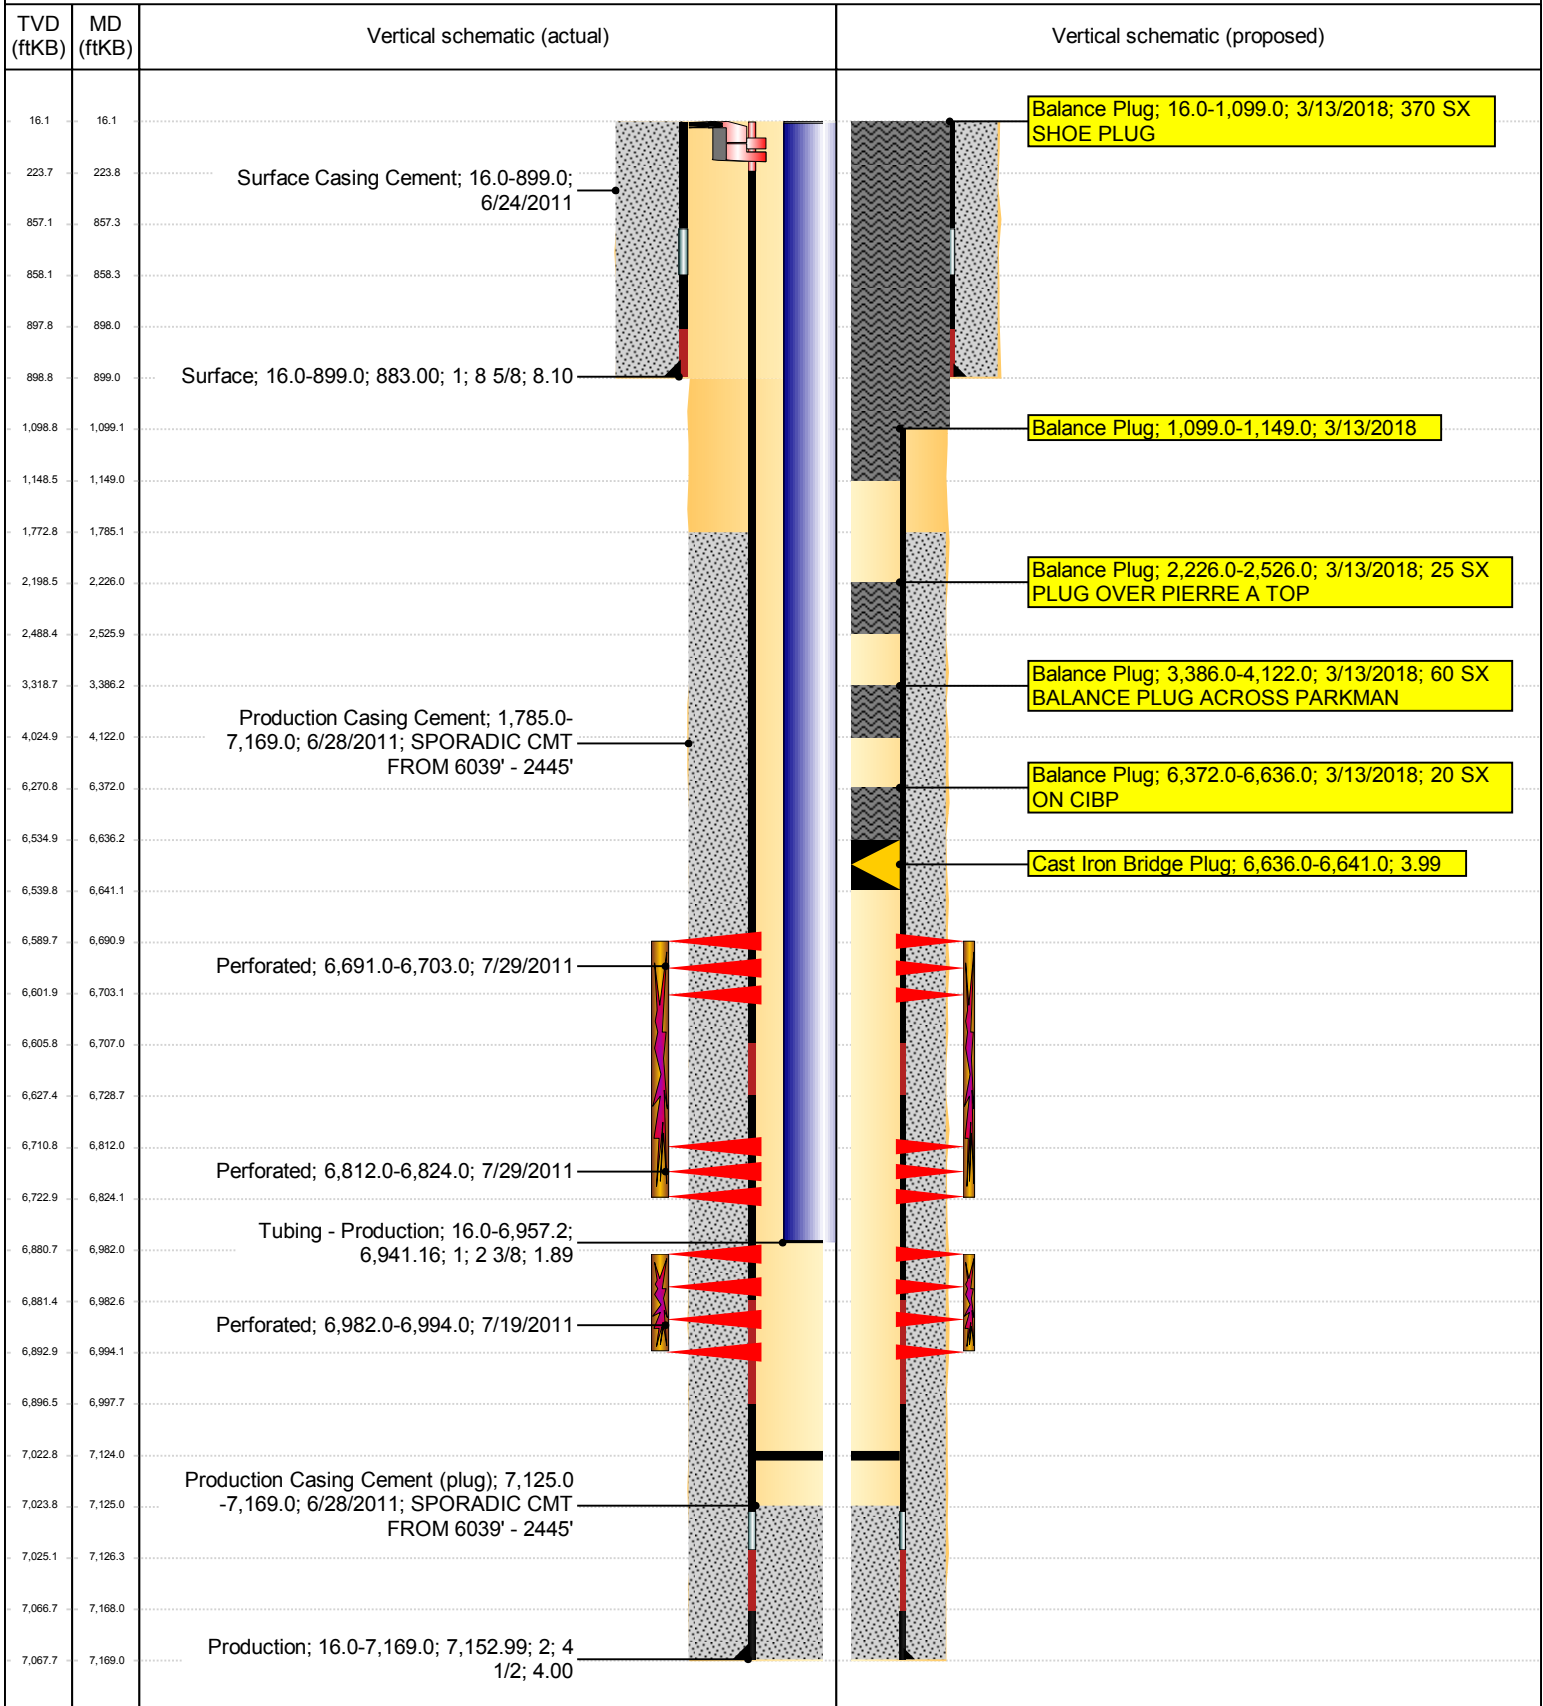 TVD (ftKB)
MD (ftKB)
Vertical schematic (actual)
Vertical schematic (proposed)
16.1 16.1
223.7 223.8
857.1 857.3
858.1 858.3
897.8 898.0
898.8 899.0
1,098.8 1,099.1
1,148.5 1,149.0
1,772.8 1,785.1
2,198.5 2,226.0
2,488.4 2,525.9
3,318.7 3,386.2
4,024.9 4,122.0
6,270.8 6,372.0
6,534.9 6,636.2
6,539.8 6,641.1
6,589.7 6,690.9
6,601.9 6,703.1
6,605.8 6,707.0
6,627.4 6,728.7
6,710.8 6,812.0
6,722.9 6,824.1
6,880.7 6,982.0
6,881.4 6,982.6
6,892.9 6,994.1
6,896.5 6,997.7
7,022.8 7,124.0
7,023.8 7,125.0
7,025.1 7,126.3
7,066.7 7,168.0
7,067.7 7,169.0
Surface Casing Cement; 16.0-899.0;
6/24/2011
Surface; 16.0-899.0; 883.00; 1; 8 5/8; 8.10
Production Casing Cement; 1,785.0-
7,169.0; 6/28/2011; SPORADIC CMT
FROM 6039' - 2445'
Perforated; 6,691.0-6,703.0; 7/29/2011
Perforated; 6,812.0-6,824.0; 7/29/2011
Tubing - Production; 16.0-6,957.2;
6,941.16; 1; 2 3/8; 1.89
Perforated; 6,982.0-6,994.0; 7/19/2011
Production Casing Cement (plug); 7,125.0
-7,169.0; 6/28/2011; SPORADIC CMT
FROM 6039' - 2445'
Production; 16.0-7,169.0; 7,152.99; 2; 4
1/2; 4.00
Balance Plug; 16.0-1,099.0; 3/13/2018; 370 SX
SHOE PLUG
Balance Plug; 1,099.0-1,149.0; 3/13/2018
Balance Plug; 2,226.0-2,526.0; 3/13/2018; 25 SX
PLUG OVER PIERRE A TOP
Balance Plug; 3,386.0-4,122.0; 3/13/2018; 60 SX
BALANCE PLUG ACROSS PARKMAN
Balance Plug; 6,372.0-6,636.0; 3/13/2018; 20 SX
ON CIBP
Cast Iron Bridge Plug; 6,636.0-6,641.0; 3.99